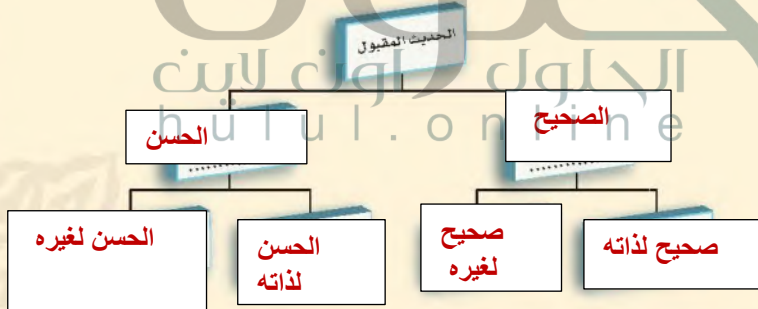 الحديث المقبول
الحلول اون لاين
hulul.online
الصحيح
الحسن
صحيح لذاته
صحيح
لغيره
الحسن
لذاته
الحسن لغيره